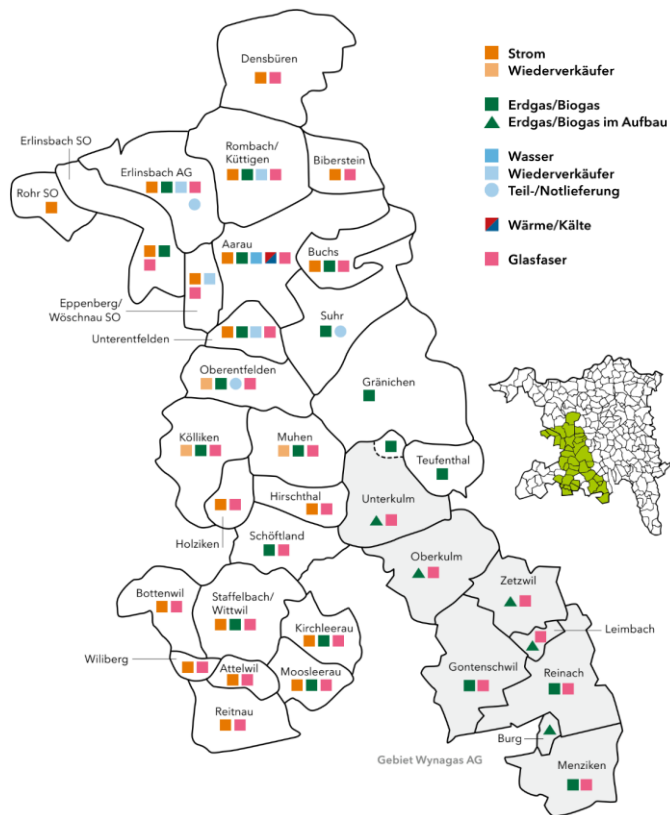 Densbüren
Strom
Wiederverkäufer
Erdgas/Biogas
Erdgas/Biogas im Aufbau
Wasser
Wiederverkäufer
Teil-/Notlieferung
Wärme/Kälte
Glasfaser
Erlinsbach SO
Rombach/
Küttigen
Biberstein
Erlinsbach AG
Rohr SO
Aarau
Buchs
Eppenberg/
Wöschnau SO
Suhr
Unterentfelden
Oberentfelden
Gränichen
Kölliken
Muhen
Teufenthal
Unterkulm
Hirschthal
Holziken
Schöftland
Oberkulm
Zetzwil
Bottenwil
Staffelbach/
Wittwil
Kirchleerau
Leimbach
Wiliberg
Attelwil
Moosleerau
Gontenschwil
Reinach
Reitnau
Burg
Gebiet Wynagas AG
Menziken